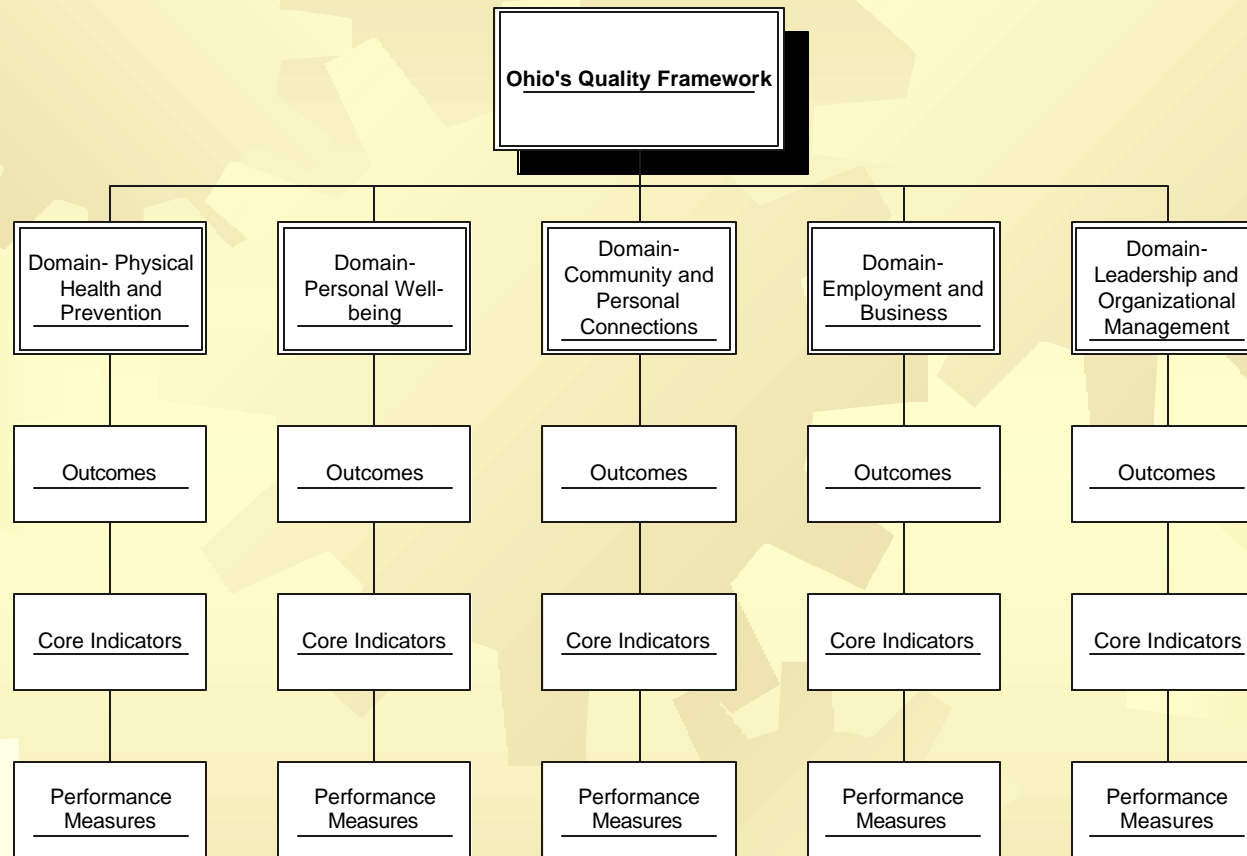 Ohio's Quality Framework
Domain- Physical
Health and
Prevention
Domain-
Personal Well-
being
Domain-
Community and
Personal
Connections
Domain-
Employment and
Business
Domain-
Leadership and
Organizational
Management
Outcomes
Outcomes
Outcomes
Outcomes
Outcomes
Core Indicators
Core Indicators
Core Indicators
Core Indicators
Core Indicators
Performance
Measures
Performance
Measures
Performance
Measures
Performance
Measures
Performance
Measures